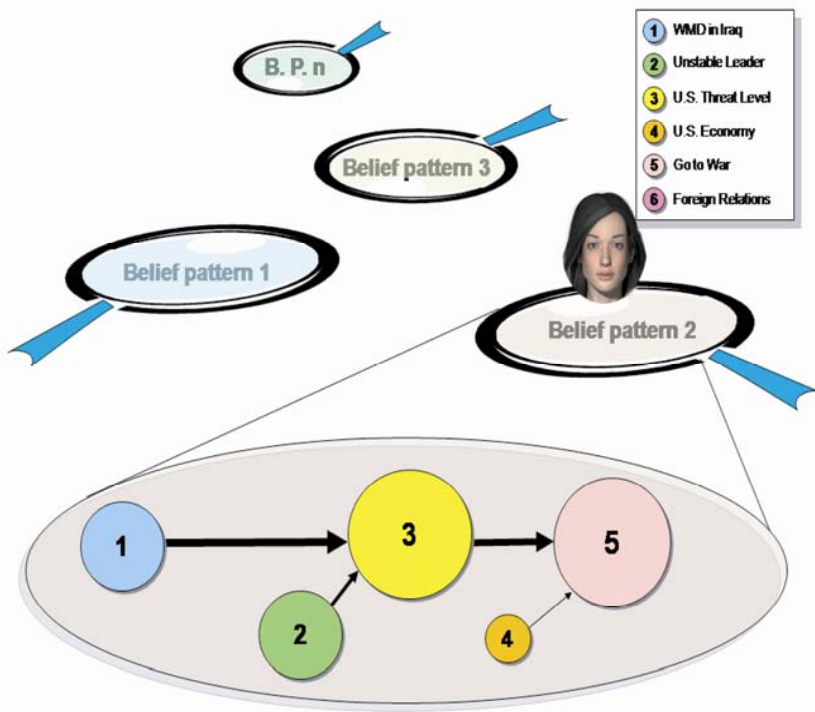 B. P. n
Belief pattern 3
Belief pattern 1
Belief pattern 2
1 WMD in Iraq
2 Unstable Leader
3 U.S. Threat Level
4 U.S. Economy
5 Go to War
6 Foreign Relations
1
3
5
2
4